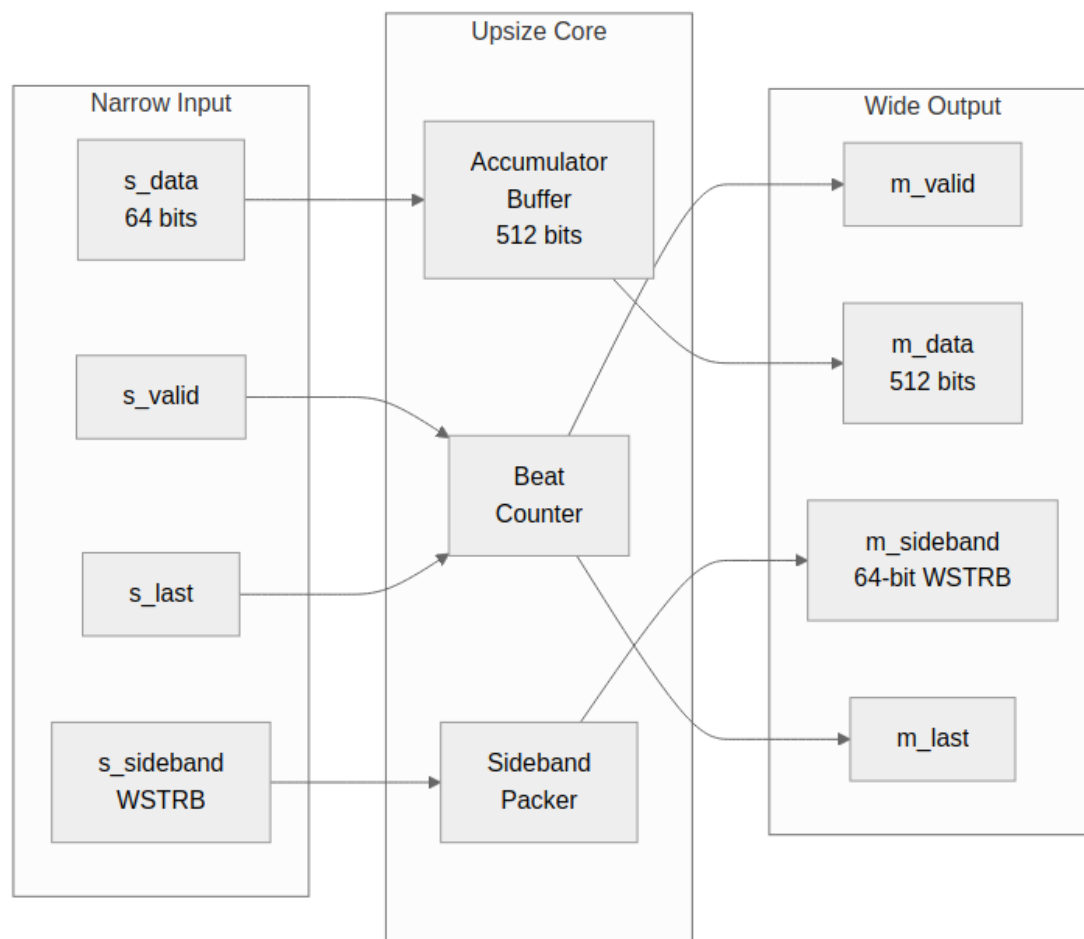 Narrow Input
s_data
64 bits
s_valid
s_last
s_sideband
WSTRB
Upsize Core
Accumulator
Buffer
512 bits
Beat
Counter
Sideband
Packer
Wide Output
m_valid
m_data
512 bits
m_sideband
64-bit WSTRB
m_last